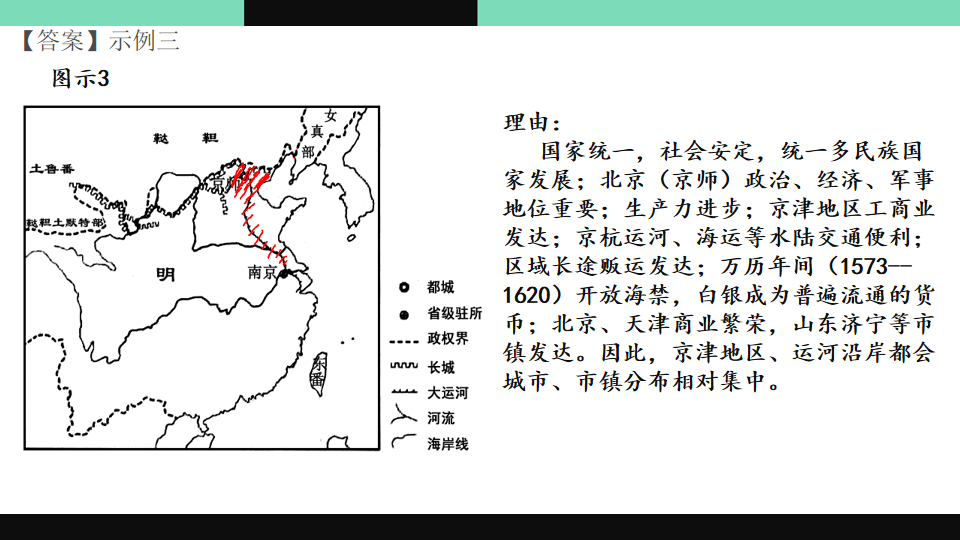 【答案】示例三
图示3
理由：
国家统一，社会安定，统一多民族国
家发展；北京（京师）政治、经济、军事
地位重要；生产力进步；京津地区工商业
发达；京杭运河、海运等水陆交通便利；
区域长途贩运发达；万历年间（1573--
1620）开放海禁，白银成为普遍流通的货
币；北京、天津商业繁荣，山东济宁等市
镇发达。因此，京津地区、运河沿岸都会
城市、市镇分布相对集中。
女
真
部
鞑 靼
土鲁番
京师
鞑靼土默特部
明
南京
东
番
都城
省级驻所
政权界
长城
大运河
河流
海岸线